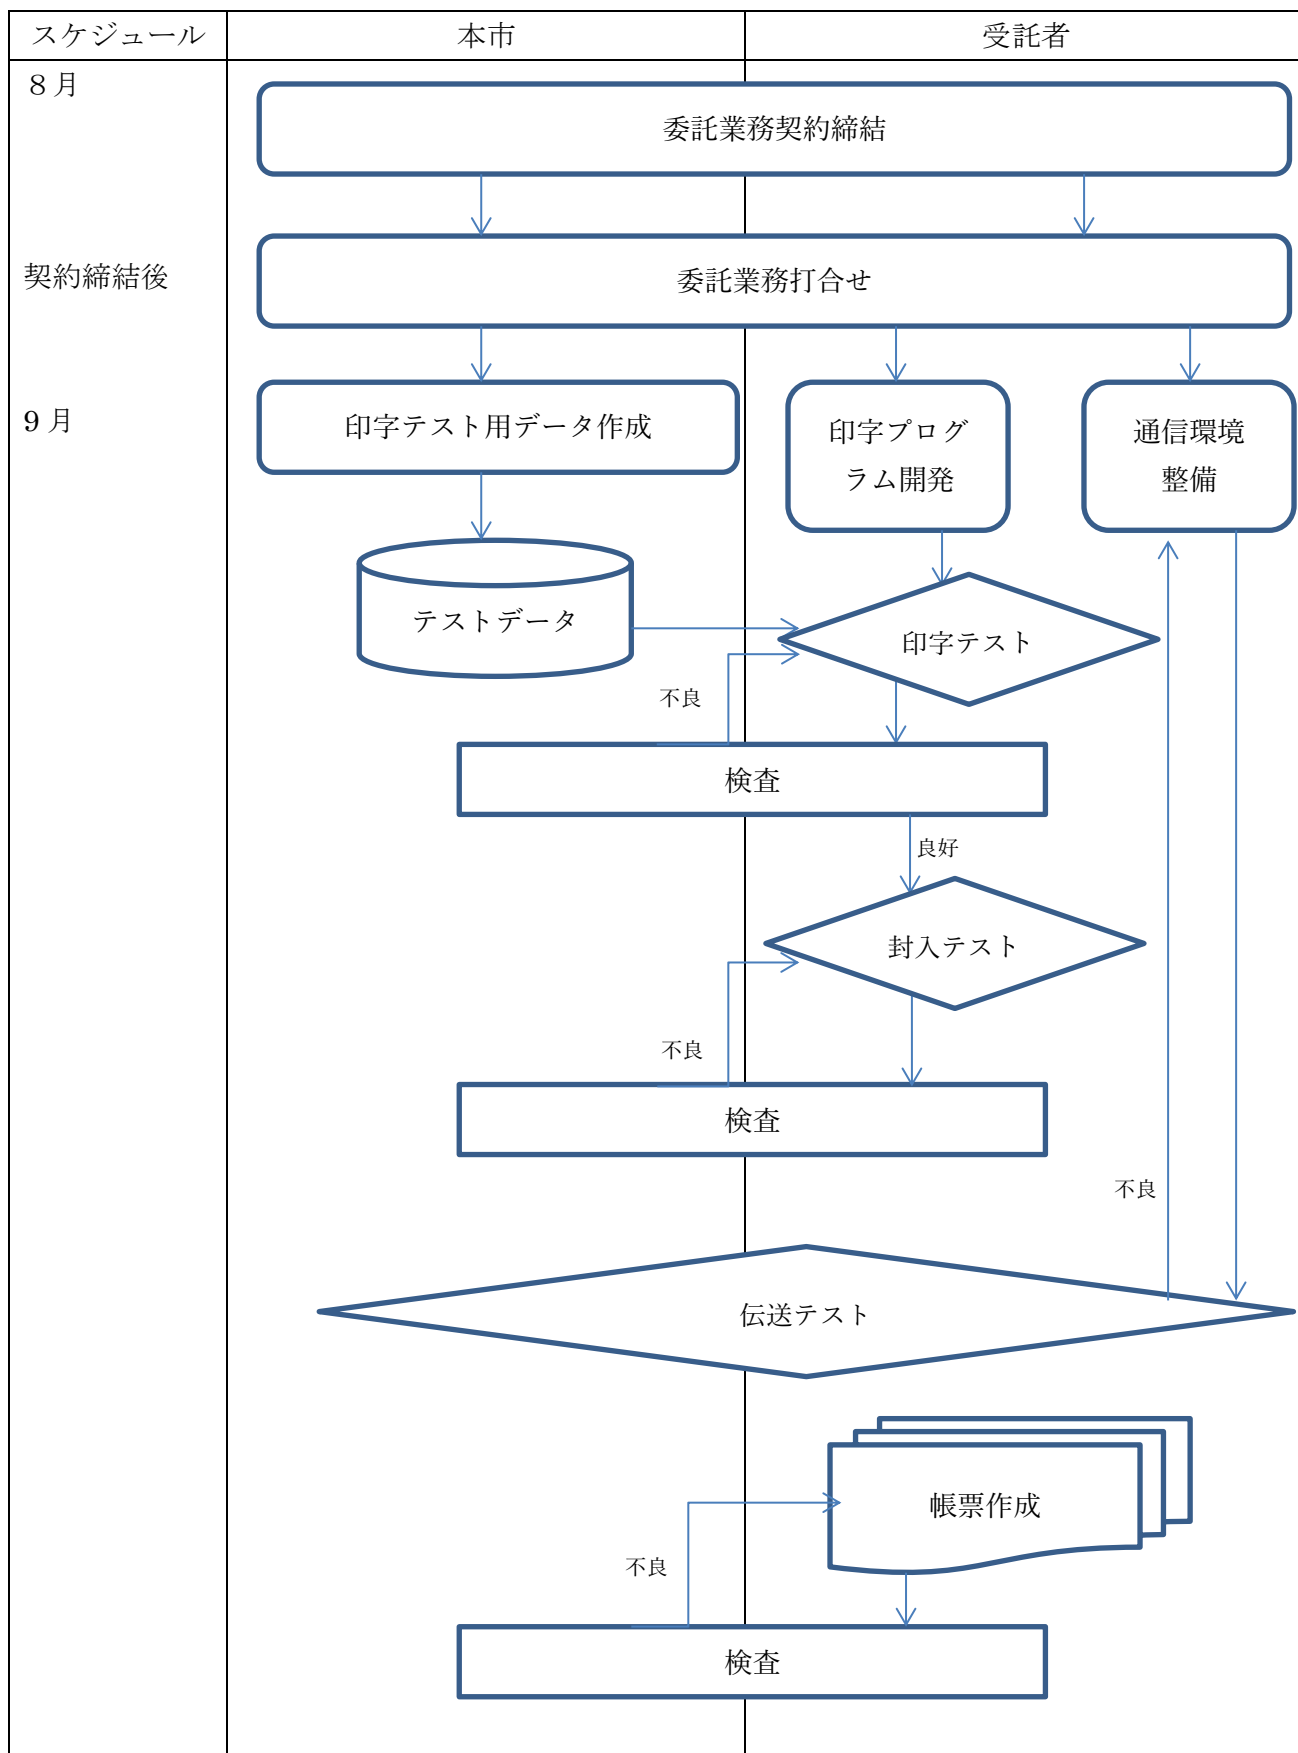 スケジュール
本市
受託者
８月
委託業務契約締結
契約締結後
委託業務打合せ
9 月
印字テスト用データ作成
印字プログ
ラム開発
通信環境
整備
テストデータ
印字テスト
不良
検査
良好
封入テスト
不良
検査
不良
伝送テスト
帳票作成
不良
検査